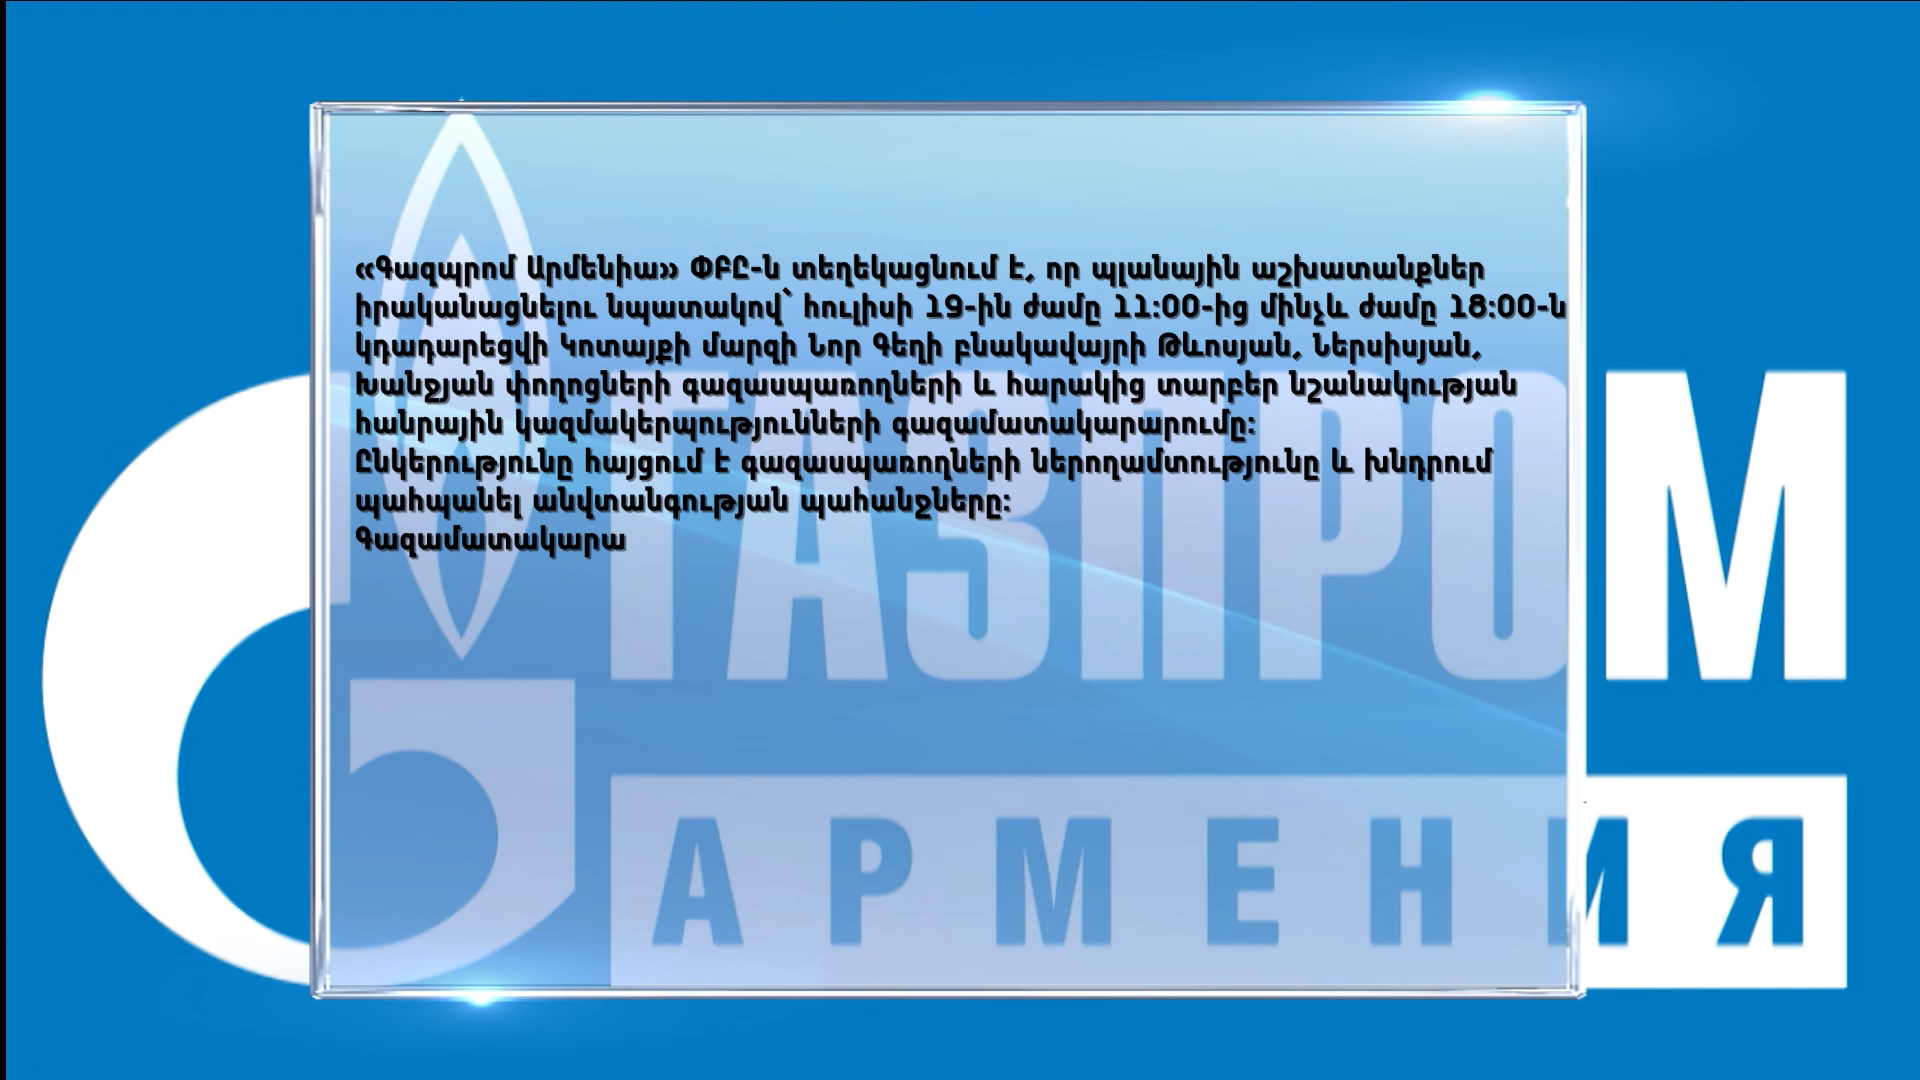 «Գազպրոմ Արմենիա» ՓԲԸ-ն տեղեկացնում է, որ պլանային աշխատանքներ
իրականացնելու նպատակով՝ հուլիսի 19-ին ժամը 11:00-ից մինչև ժամը 18:00-ն
կդադարեցվի Կոտայքի մարզի Նոր Գեղի բնակավայրի Թևոսյան, Ներսիսյան,
Խանջյան փողոցների գազասպառողների և հարակից տարբեր նշանակության
հանրային կազմակերպությունների գազամատակարարումը:
Ընկերությունը հայցում է գազասպառողների ներողամտությունը և խնդրում
պահպանել անվտանգության պահանջները:
Գազամատակարա
ГАЗПРОМ
АРМЕНИЯ